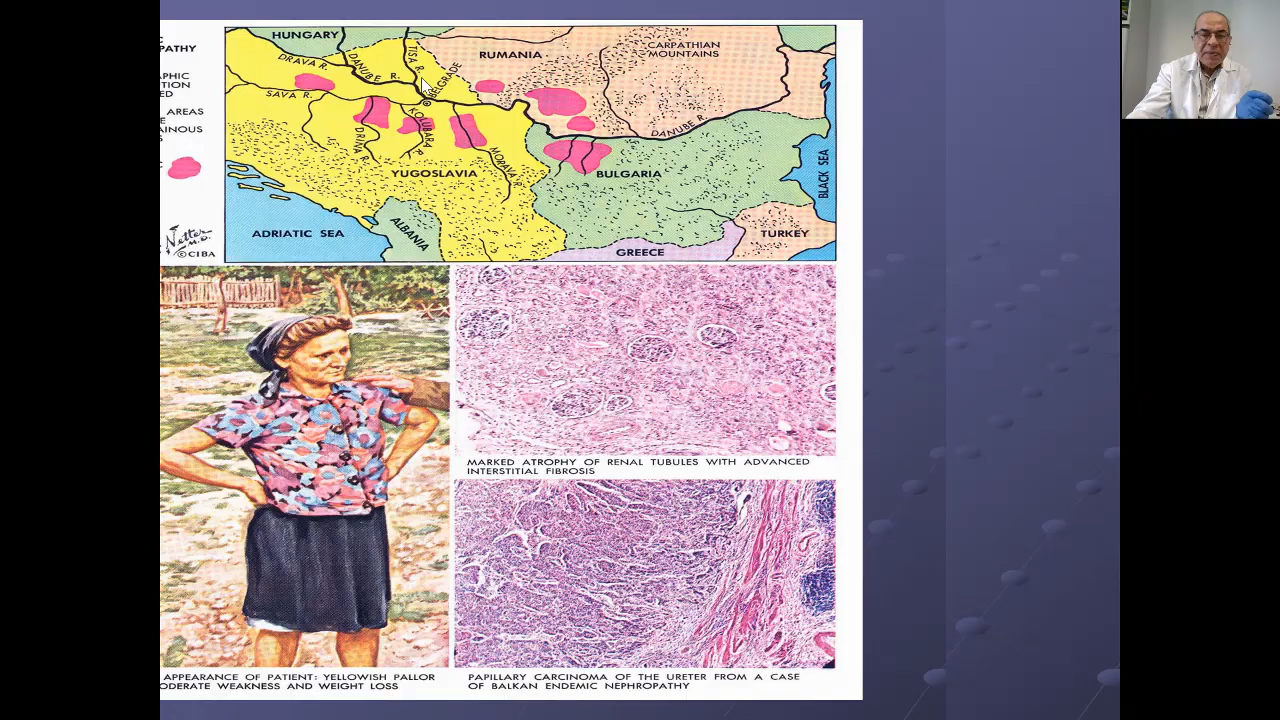 C
PATHY
APHIC
TION
ED
AREAS
E
AINOUS
S
C
Netter
M.D.
© CIBA
HUNGARY
DRAVA R.
DANUBE R.
TISA R.
BELGRADE
RUMANIA
CARPATHIAN
MOUNTAINS
SAVA R.
DRINA R.
KOLUBARA R.
MORAVA R.
DANUBE R.
YUGOSLAVIA
BULGARIA
BLACK SEA
ADRIATIC SEA
ALBANIA
GREECE
TURKEY
MARKED ATROPHY OF RENAL TUBULES WITH ADVANCED
INTERSTITIAL FIBROSIS
APPEARANCE OF PATIENT: YELLOWISH PALLOR
ODERATE WEAKNESS AND WEIGHT LOSS
PAPILLARY CARCINOMA OF THE URETER FROM A CASE
OF BALKAN ENDEMIC NEPHROPATHY